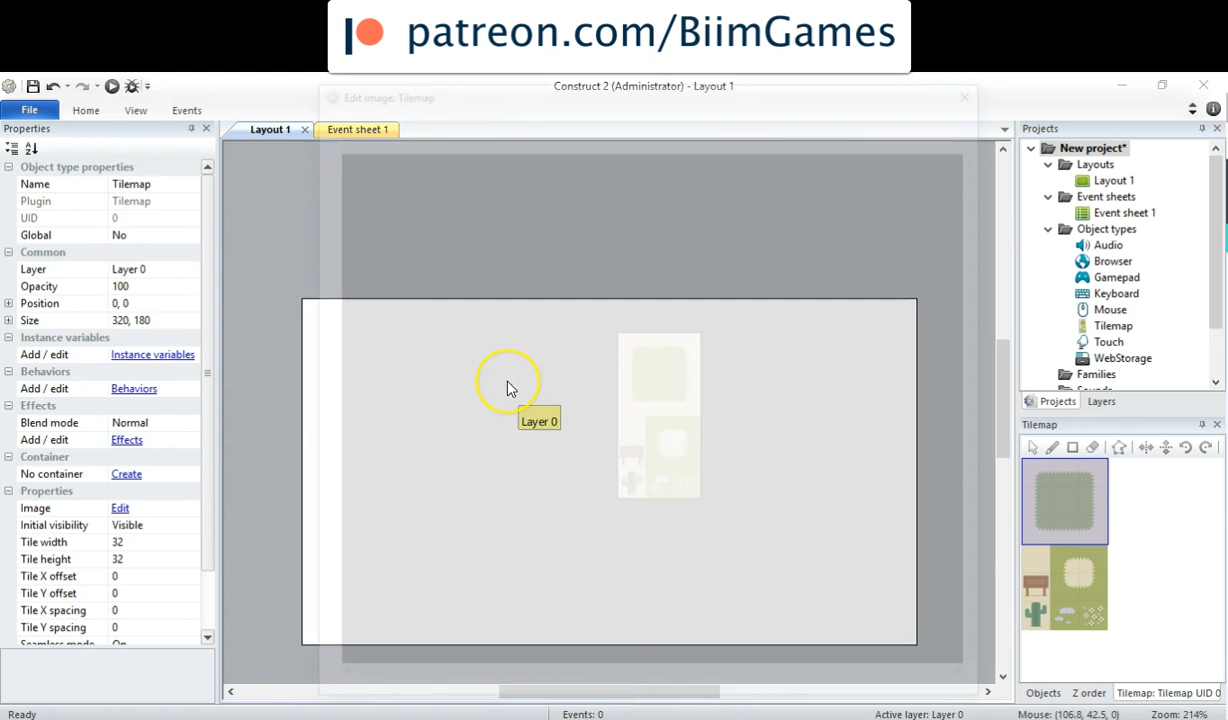 patreon.com/BiimGames
Construct 2 (Administrator) - Layout 1
File
Home
View
Events
Edit image: Tilemap
Properties
Layout 1
Event sheet 1
Projects
Object type properties
Name Tilemap
Plugin Tilemap
UID 0
Global No
Common
Layer Layer 0
Opacity 100
Position 0, 0
Size 320, 180
Instance variables
Add / edit Instance variables
Behaviors
Add / edit Behaviors
Effects
Blend mode Normal
Add / edit Effects
Container
No container Create
Properties
Image Edit
Initial visibility Visible
Tile width 32
Tile height 32
Tile X offset 0
Tile Y offset 0
Tile X spacing 0
Tile Y spacing 0
Seamless mode On
Layer 0
New project*
Layouts
Layout 1
Event sheets
Event sheet 1
Object types
Audio
Browser
Gamepad
Keyboard
Mouse
Tilemap
Touch
WebStorage
Families
Sounds
Projects
Layers
Tilemap
Objects
Z order
Tilemap: Tilemap UID 0
Ready
Events: 0
Active layer: Layer 0
Mouse: (106.8, 42.5, 0)
Zoom: 214%